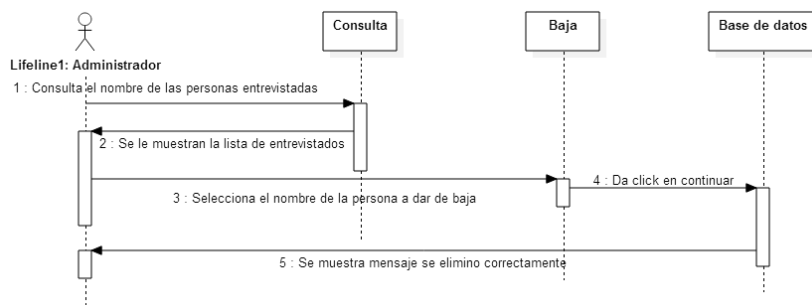 Consulta
Baja
Base de datos
Lifeline1: Administrador
1 : Consulta el nombre de las personas entrevistadas
2 : Se le muestran la lista de entrevistados
3 : Selecciona el nombre de la persona a dar de baja
4 : Da click en continuar
5 : Se muestra mensaje se elimino correctamente